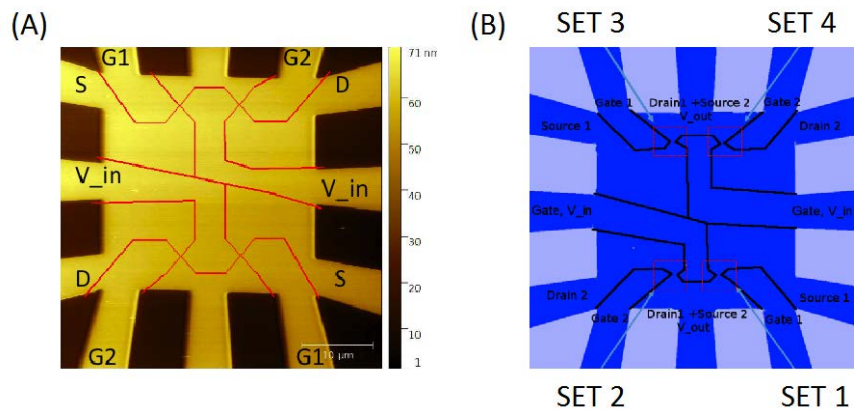 (A)
G1
G2
S
D
V_in
V_in
D
S
G2
G1
10 µm
71 nm
60
50
40
30
20
10
1
(B)
SET 3
SET 4
Gate 1
Drain1 +Source 2
V_out
Gate 2
Source 1
Drain 2
Gate, V_in
Gate, V_in
Drain 2
Gate 2
Drain1 +Source 2
V_out
Gate 1
Source 1
SET 2
SET 1